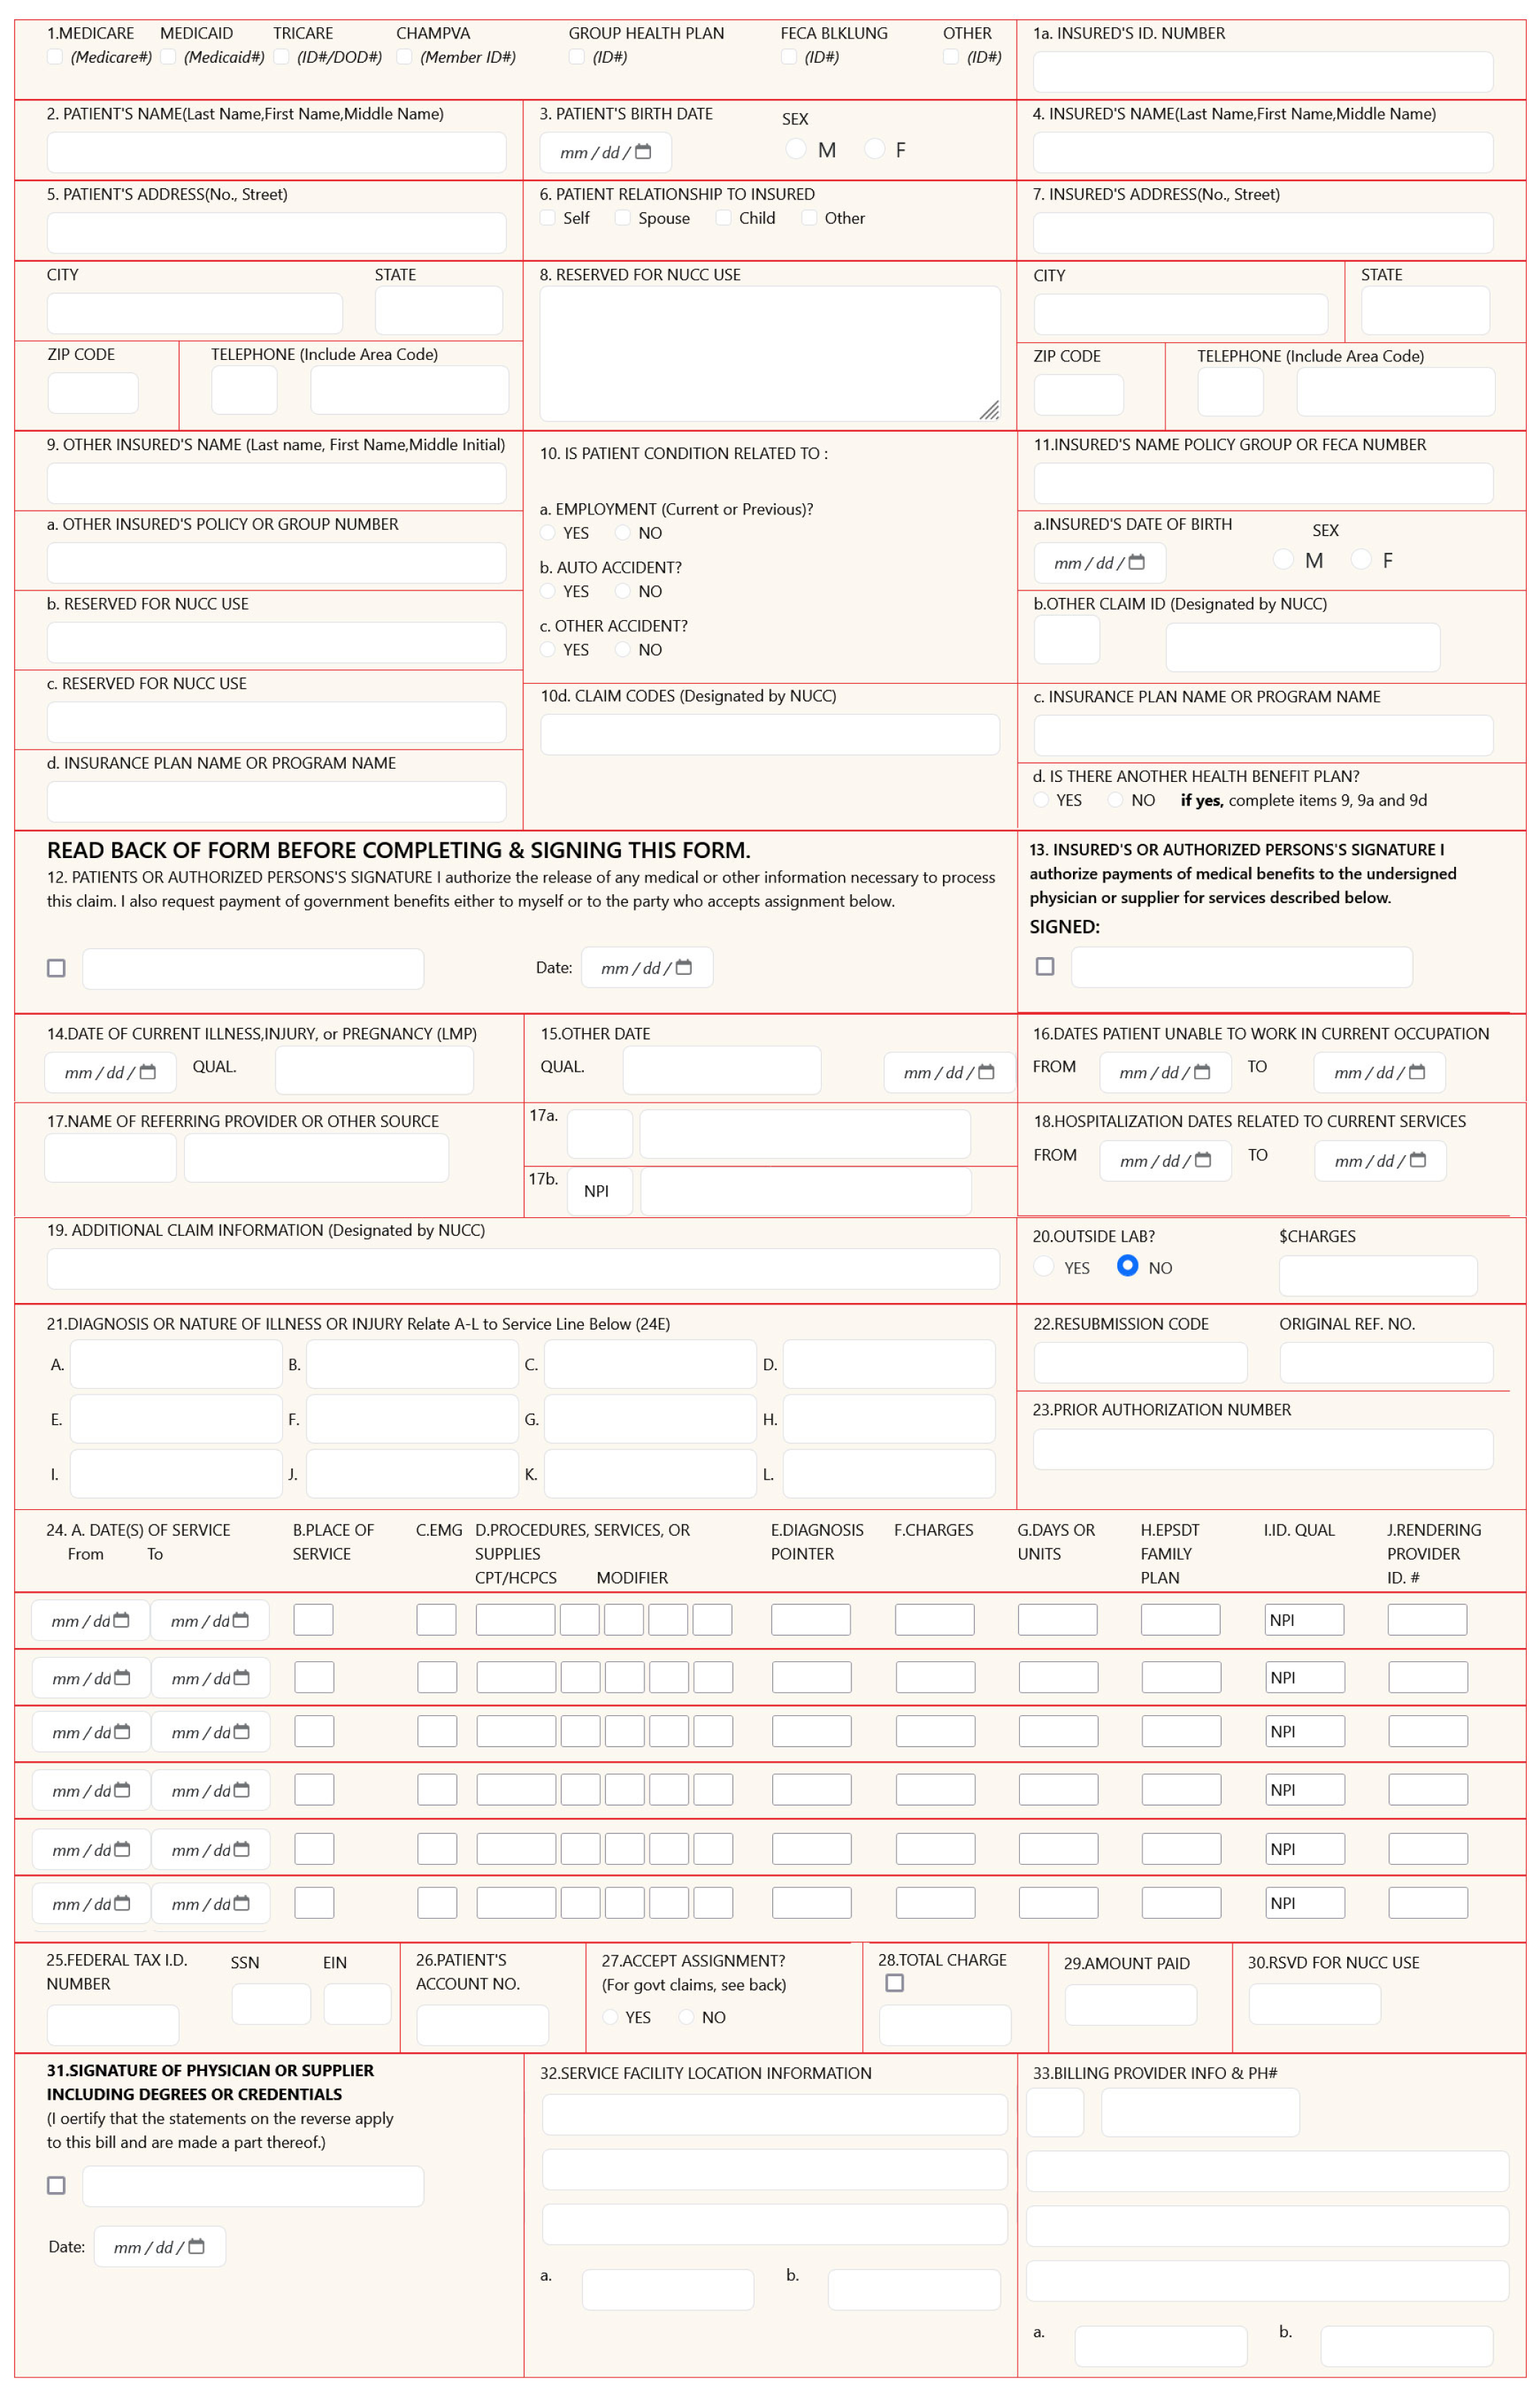 1.MEDICARE MEDICAID TRICARE CHAMPVA GROUP HEALTH PLAN FECA BLKLUNG OTHER
(Medicare#) (Medicaid#) (ID#/DOD#) (Member ID#) (ID#) (ID#) (ID#)
1a. INSURED'S ID. NUMBER
2. PATIENT'S NAME(Last Name,First Name,Middle Name)
3. PATIENT'S BIRTH DATE SEX
mm / dd / M F
4. INSURED'S NAME(Last Name,First Name,Middle Name)
5. PATIENT'S ADDRESS(No., Street)
6. PATIENT RELATIONSHIP TO INSURED
Self Spouse Child Other
7. INSURED'S ADDRESS(No., Street)
CITY STATE
8. RESERVED FOR NUCC USE
CITY STATE
ZIP CODE TELEPHONE (Include Area Code)
ZIP CODE TELEPHONE (Include Area Code)
9. OTHER INSURED'S NAME (Last name, First Name,Middle Initial)
a. OTHER INSURED'S POLICY OR GROUP NUMBER
b. RESERVED FOR NUCC USE
c. RESERVED FOR NUCC USE
d. INSURANCE PLAN NAME OR PROGRAM NAME
10. IS PATIENT CONDITION RELATED TO :
a. EMPLOYMENT (Current or Previous)?
YES NO
b. AUTO ACCIDENT?
YES NO
c. OTHER ACCIDENT?
YES NO
10d. CLAIM CODES (Designated by NUCC)
11.INSURED'S NAME POLICY GROUP OR FECA NUMBER
a.INSURED'S DATE OF BIRTH SEX
mm / dd / M F
b.OTHER CLAIM ID (Designated by NUCC)
c. INSURANCE PLAN NAME OR PROGRAM NAME
d. IS THERE ANOTHER HEALTH BENEFIT PLAN?
YES NO if yes, complete items 9, 9a and 9d
READ BACK OF FORM BEFORE COMPLETING & SIGNING THIS FORM.
12. PATIENTS OR AUTHORIZED PERSONS'S SIGNATURE I authorize the release of any medical or other information necessary to process
this claim. I also request payment of government benefits either to myself or to the party who accepts assignment below.
Date: mm / dd /
13. INSURED'S OR AUTHORIZED PERSONS'S SIGNATURE I
authorize payments of medical benefits to the undersigned
physician or supplier for services described below.
SIGNED:
14.DATE OF CURRENT ILLNESS,INJURY, or PREGNANCY (LMP)
mm / dd / QUAL.
15.OTHER DATE
QUAL. mm / dd /
16.DATES PATIENT UNABLE TO WORK IN CURRENT OCCUPATION
FROM mm / dd / TO mm / dd /
17.NAME OF REFERRING PROVIDER OR OTHER SOURCE
17a.
17b. NPI
18.HOSPITALIZATION DATES RELATED TO CURRENT SERVICES
FROM mm / dd / TO mm / dd /
19. ADDITIONAL CLAIM INFORMATION (Designated by NUCC)
20.OUTSIDE LAB? $CHARGES
YES NO
21.DIAGNOSIS OR NATURE OF ILLNESS OR INJURY Relate A-L to Service Line Below (24E)
A. B. C. D.
E. F. G. H.
I. J. K. L.
22.RESUBMISSION CODE ORIGINAL REF. NO.
23.PRIOR AUTHORIZATION NUMBER
24. A. DATE(S) OF SERVICE B.PLACE OF C.EMG D.PROCEDURES, SERVICES, OR E.DIAGNOSIS F.CHARGES G.DAYS OR H.EPSDT I.ID. QUAL J.RENDERING
From To SERVICE SUPPLIES POINTER UNITS FAMILY PROVIDER
CPT/HCPCS MODIFIER PLAN ID. #
mm / dd mm / dd NPI
mm / dd mm / dd NPI
mm / dd mm / dd NPI
mm / dd mm / dd NPI
mm / dd mm / dd NPI
mm / dd mm / dd NPI
25.FEDERAL TAX I.D. SSN EIN
NUMBER
26.PATIENT'S
ACCOUNT NO.
27.ACCEPT ASSIGNMENT?
(For govt claims, see back)
YES NO
28.TOTAL CHARGE
29.AMOUNT PAID
30.RSVD FOR NUCC USE
31.SIGNATURE OF PHYSICIAN OR SUPPLIER
INCLUDING DEGREES OR CREDENTIALS
(I oertify that the statements on the reverse apply
to this bill and are made a part thereof.)
Date: mm / dd /
32.SERVICE FACILITY LOCATION INFORMATION
a. b.
33.BILLING PROVIDER INFO & PH#
a. b.